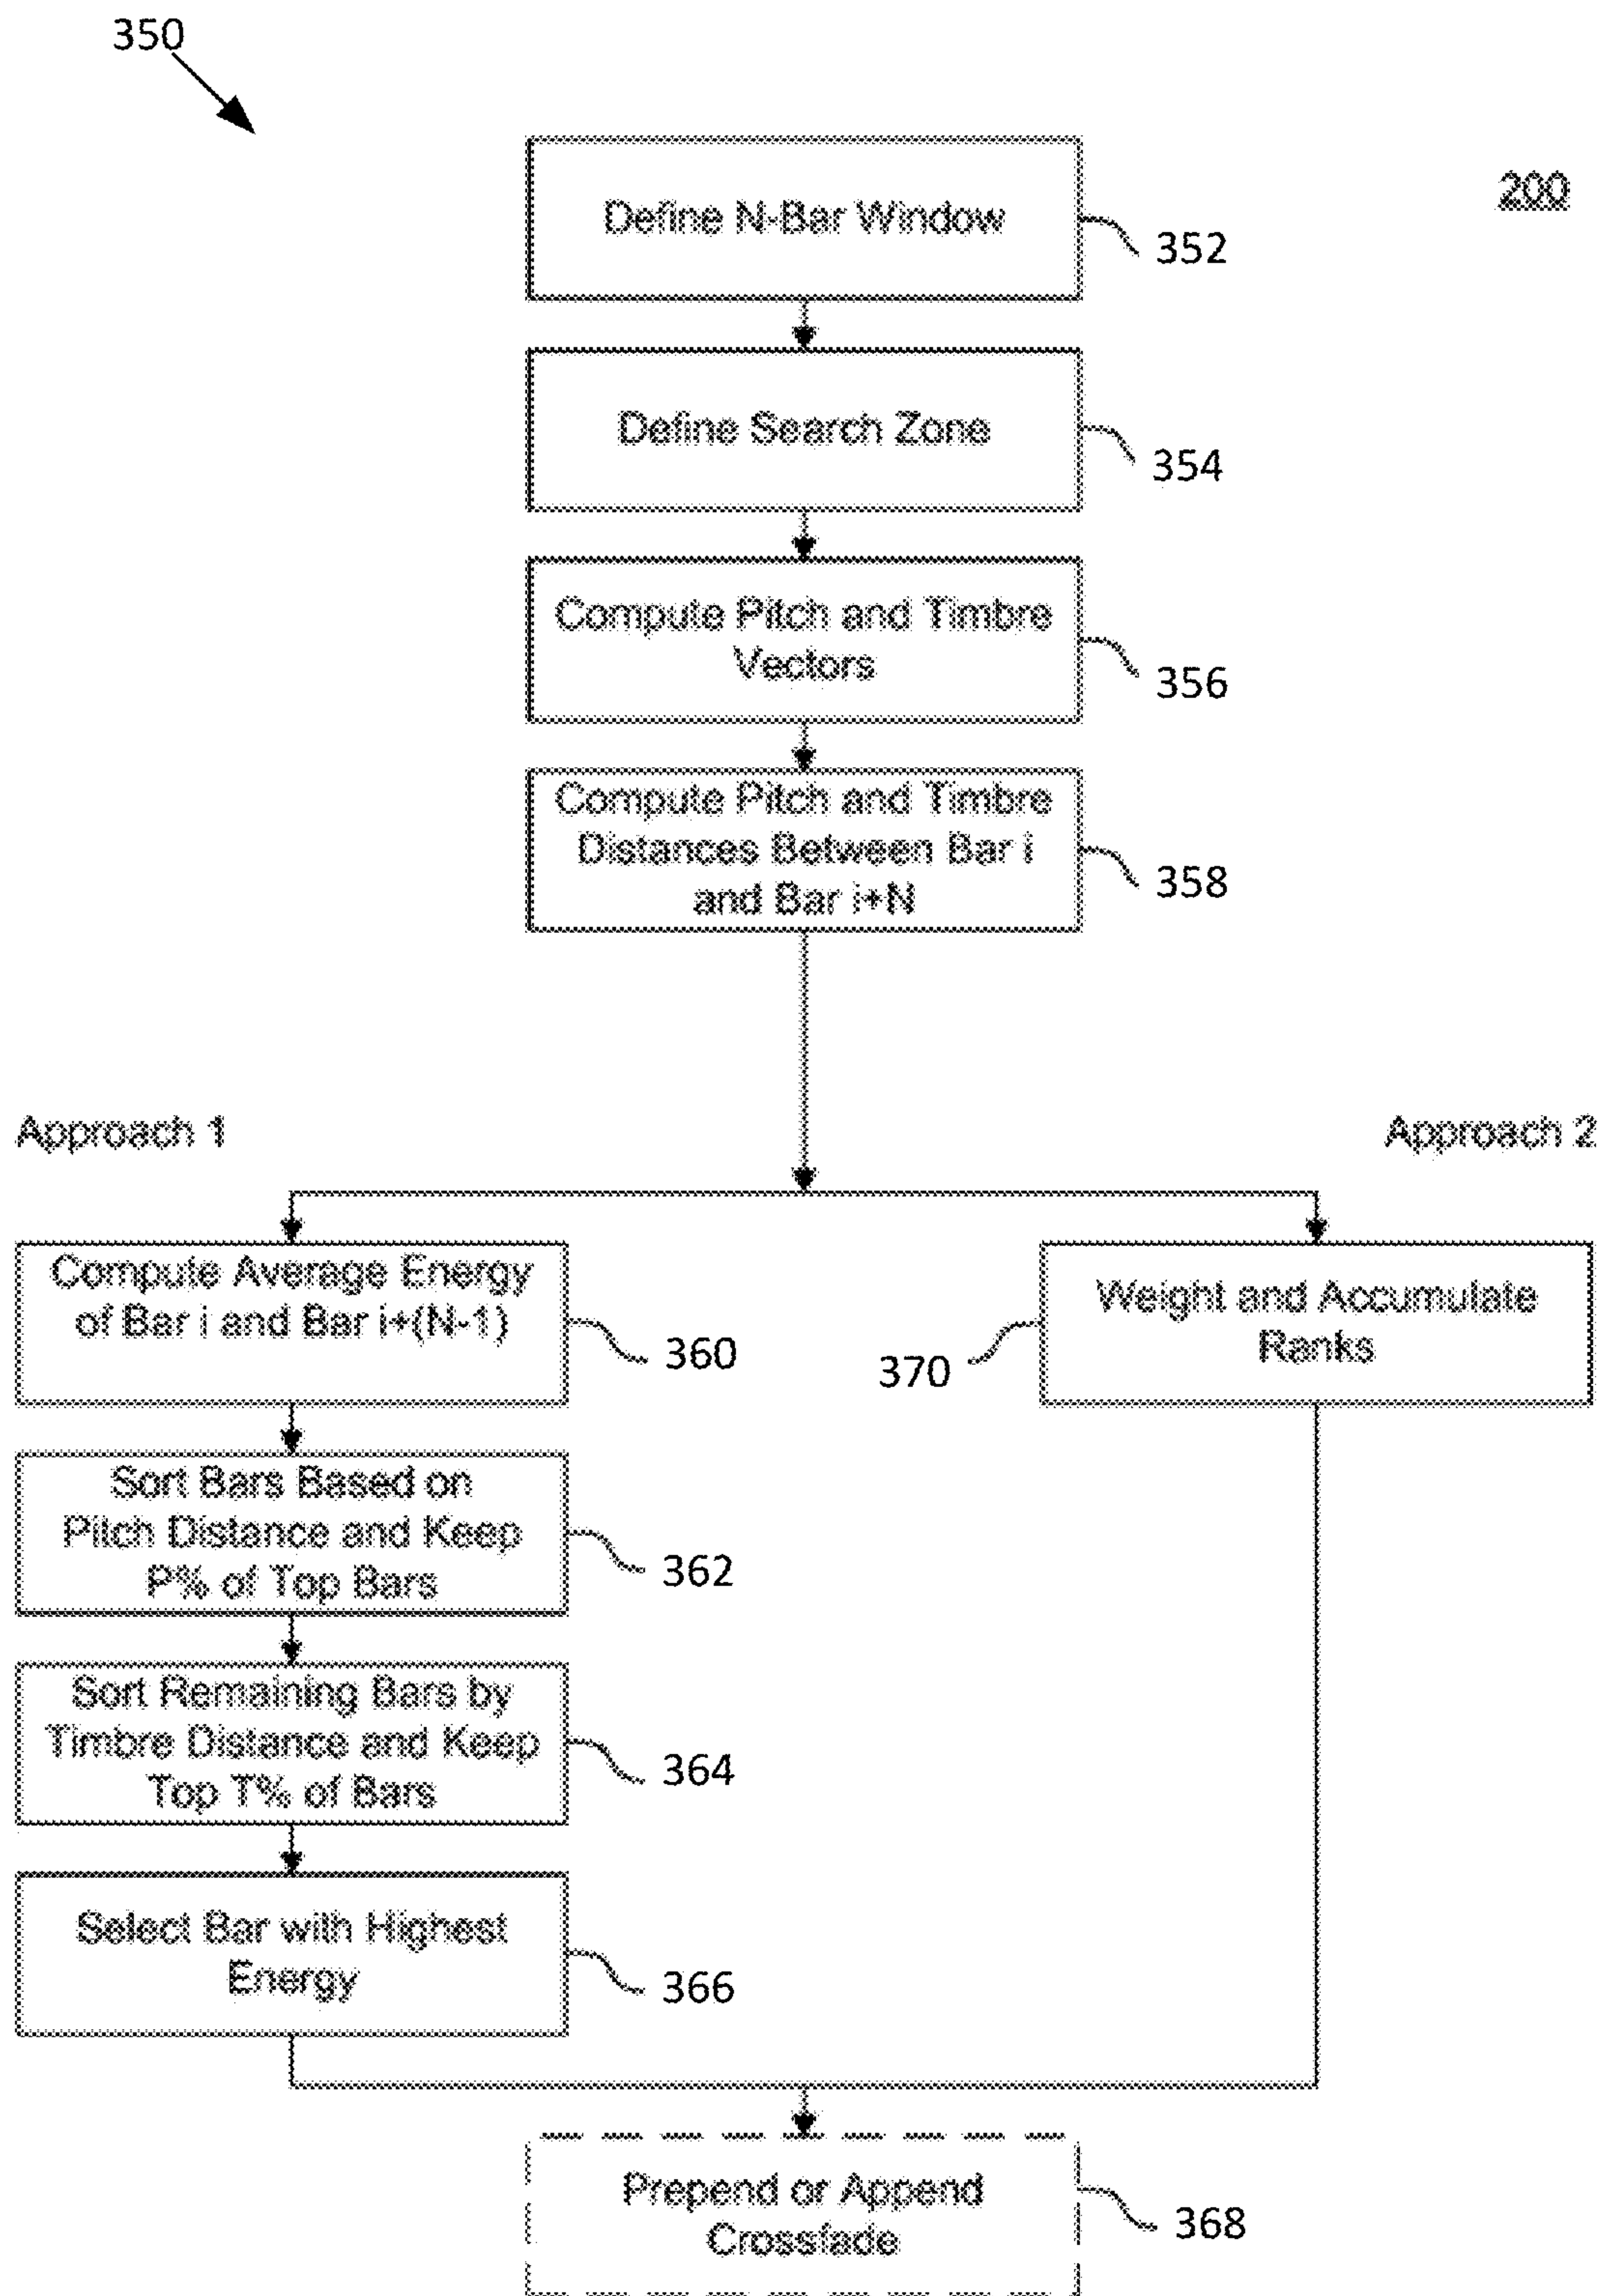 350
200
Define N-Bar Window
352
Define Search Zone
354
Compute Pitch and Timbre
Vectors
356
Compute Pitch and Timbre
Distances Between Bar i
and Bar i+N
358
Approach 1
Approach 2
Compute Average Energy
of Bar i and Bar i+(N-1)
360
Weight and Accumulate
Ranks
370
Sort Bars Based on
Pitch Distance and Keep
P% of Top Bars
362
Sort Remaining Bars by
Timbre Distance and Keep
Top T% of Bars
364
Select Bar with Highest
Energy
366
Prepend or Append
Crossfade
368